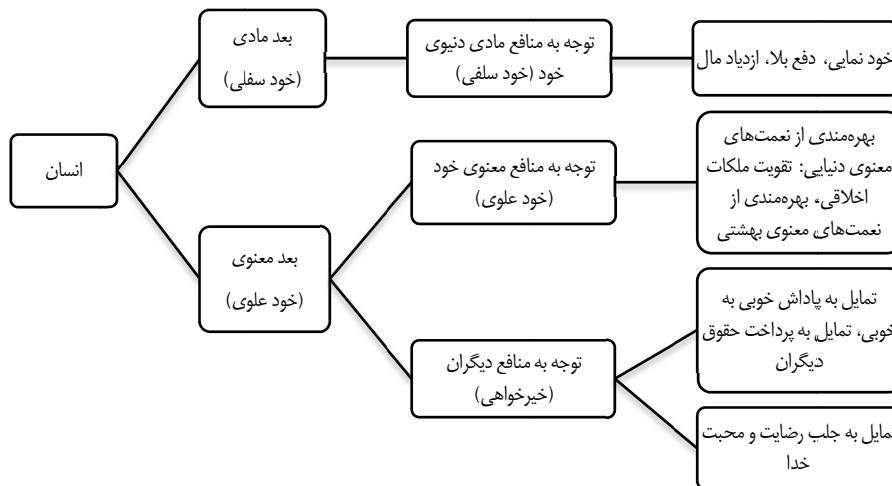 انسان
بعد مادی
(خود سفلی)
توجه به منافع مادی دنیوی
خود (خود سلفی)
خود نمایی، دفع بلا، ازدیاد مال
بعد معنوی
(خود علوی)
توجه به منافع معنوی خود
(خود علوی)
بهره‌مندی از نعمت‌های
معنوی دنیایی: تقویت ملکات
اخلاقی، بهره‌مندی از
نعمت‌های معنوی بهشتی
توجه به منافع دیگران
(خیرخواهی)
تمایل به پاداش خوبی به
خوبی، تمایل به پرداخت حقوق
دیگران
تمایل به جلب رضایت و محبت
خدا